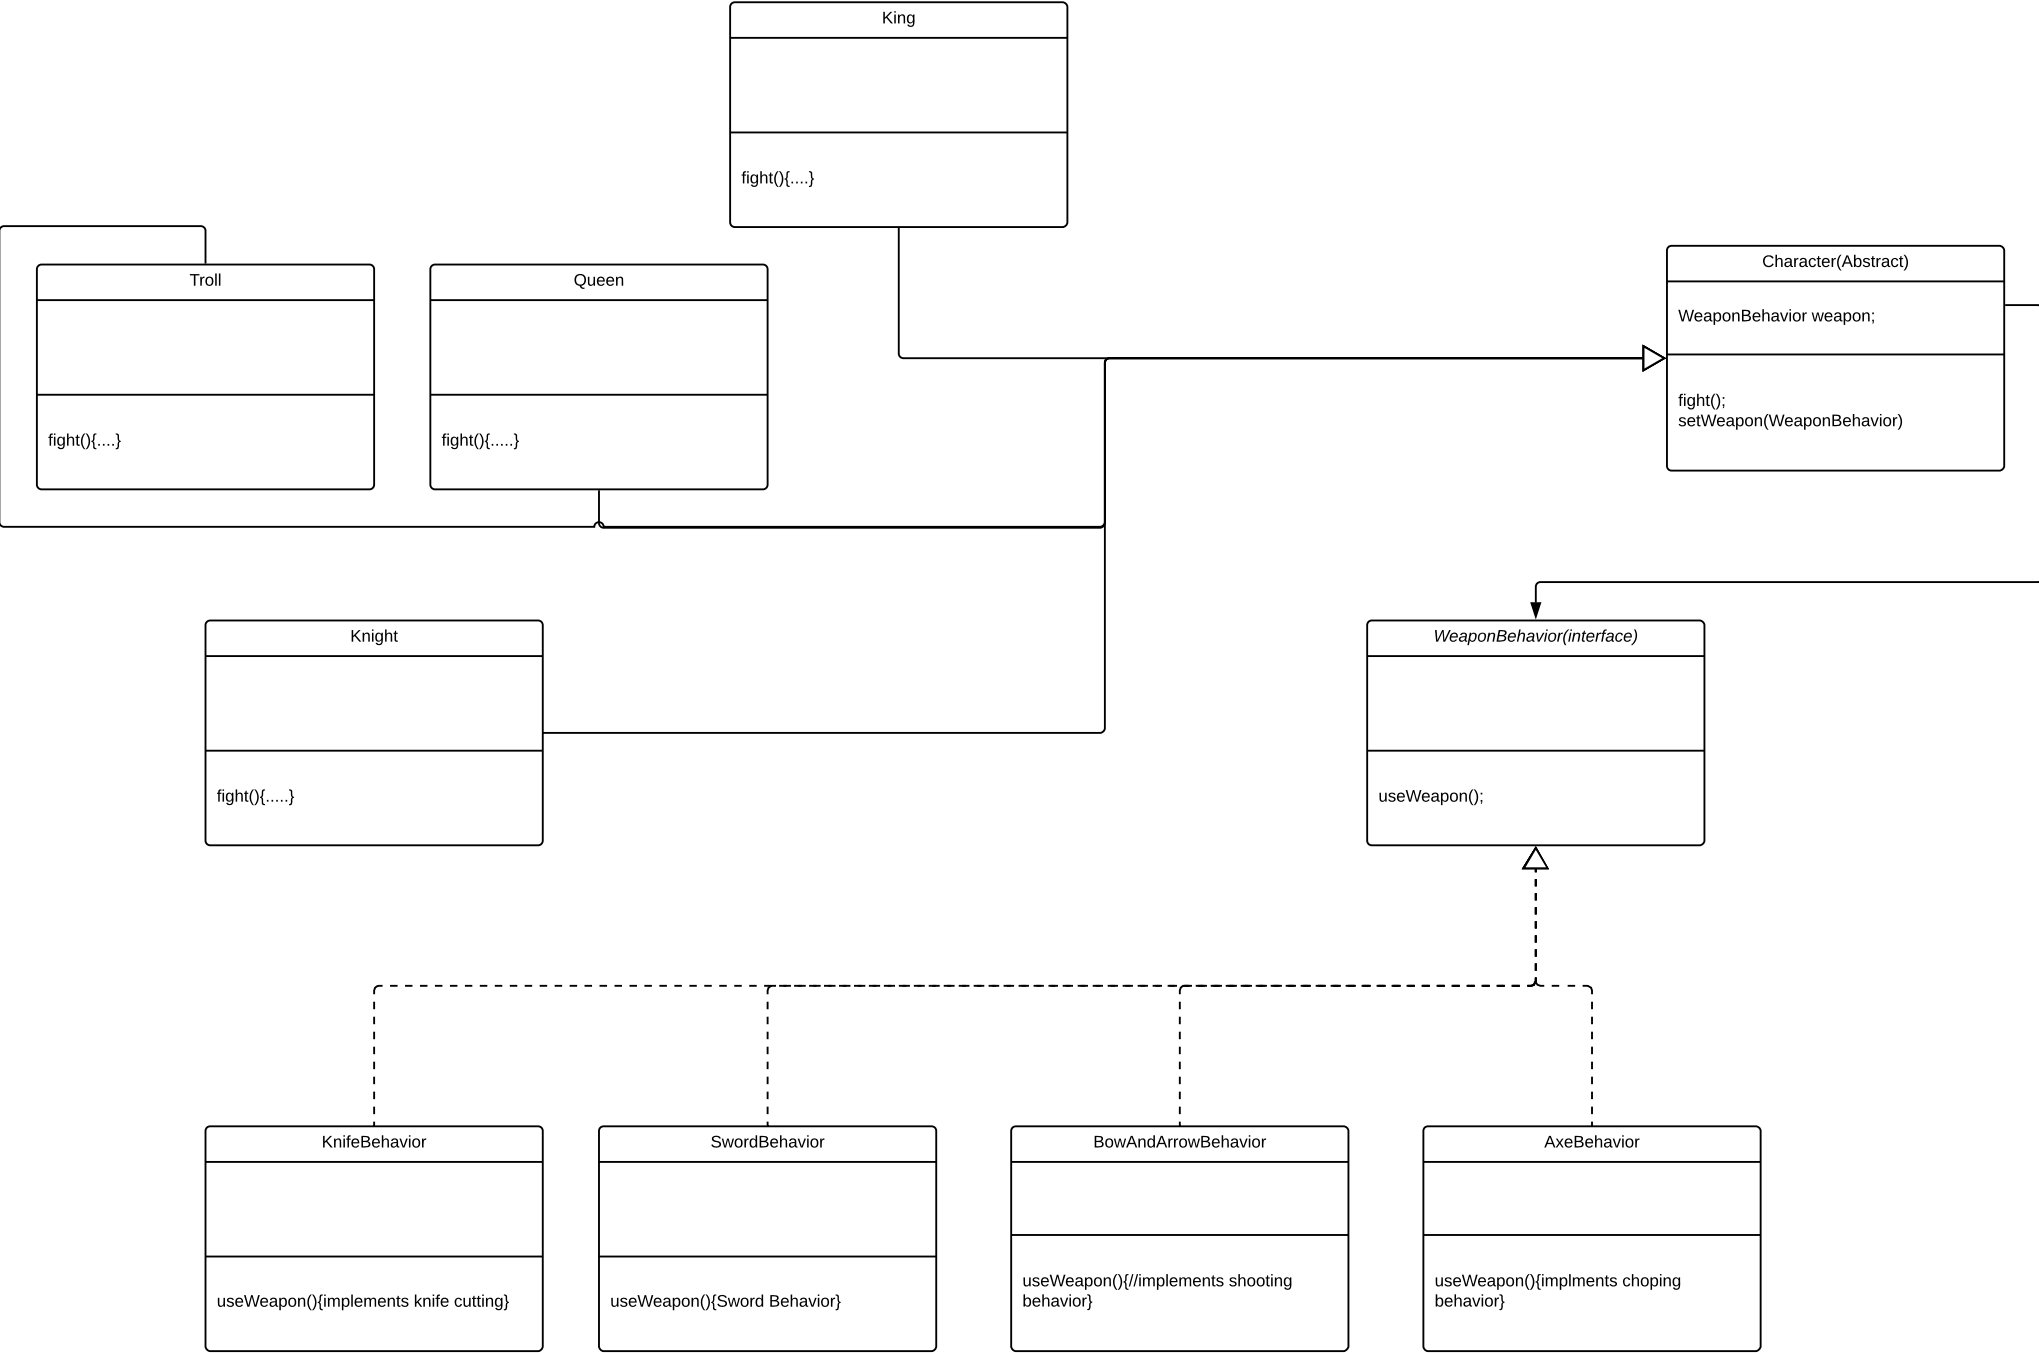 King
fight(){....}
Troll
fight(){....}
Queen
fight(){.....}
Character(Abstract)
WeaponBehavior weapon;
fight();
setWeapon(WeaponBehavior)
Knight
fight(){.....}
WeaponBehavior(interface)
useWeapon();
KnifeBehavior
useWeapon(){implements knife cutting}
SwordBehavior
useWeapon(){Sword Behavior}
BowAndArrowBehavior
useWeapon(){//implements shooting
behavior}
AxeBehavior
useWeapon(){implments choping
behavior}